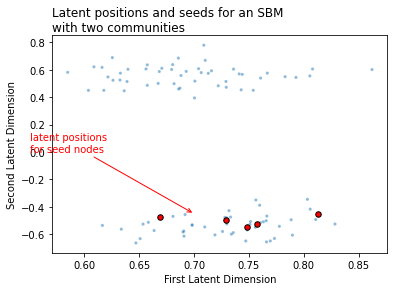 Latent positions and seeds for an SBM
with two communities
0.8
0.6
0.4
0.2
0.0
−0.2
−0.4
−0.6
Second Latent Dimension
latent positions
for seed nodes
0.60 0.65 0.70 0.75 0.80 0.85
First Latent Dimension